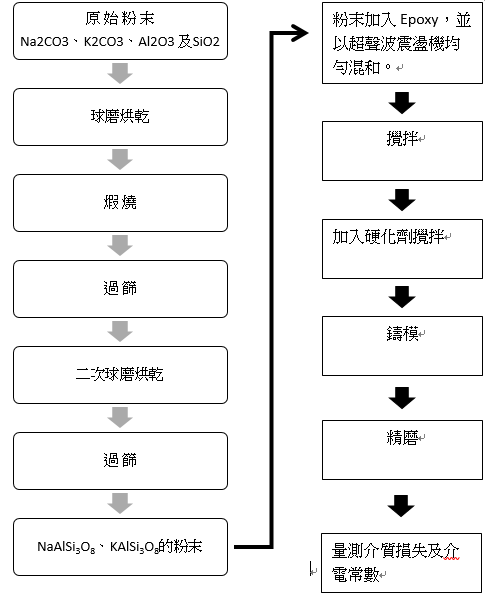 原始粉末
Na2CO3、K2CO3、Al2O3 及SiO2
球磨烘乾
煆燒
過篩
二次球磨烘乾
過篩
NaAlSi₃O₈、KAlSi₃O₈的粉末
粉末加入 Epoxy，並
以超聲波震盪機均
勻混和。
攪拌
加入硬化劑攪拌
鑄模
精磨
量測介質損失及介
電常數